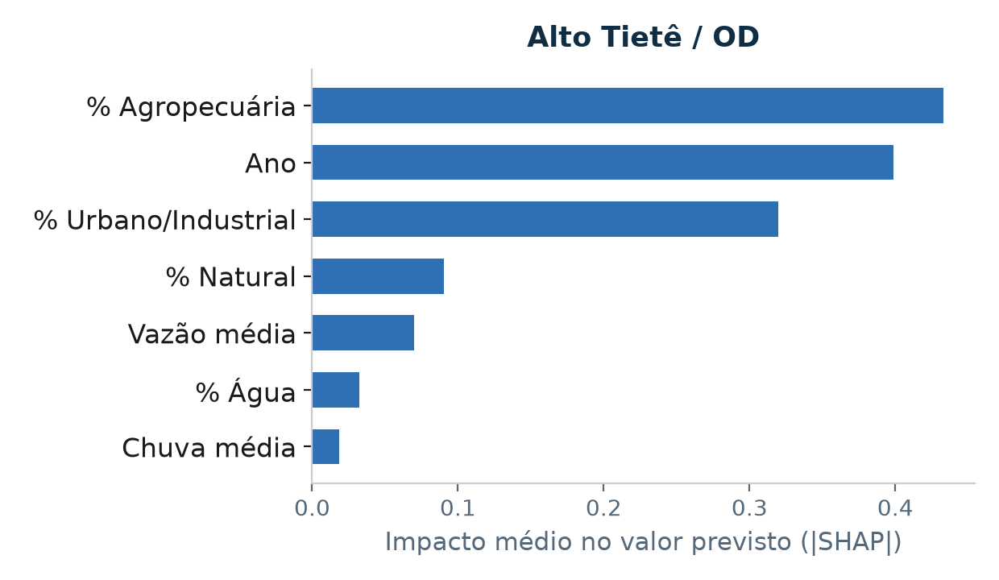 Alto Tietê / OD
% Agropecuária
Ano
% Urbano/Industrial
% Natural
Vazão média
% Água
Chuva média
0.0 0.1 0.2 0.3 0.4
Impacto médio no valor previsto (|SHAP|)